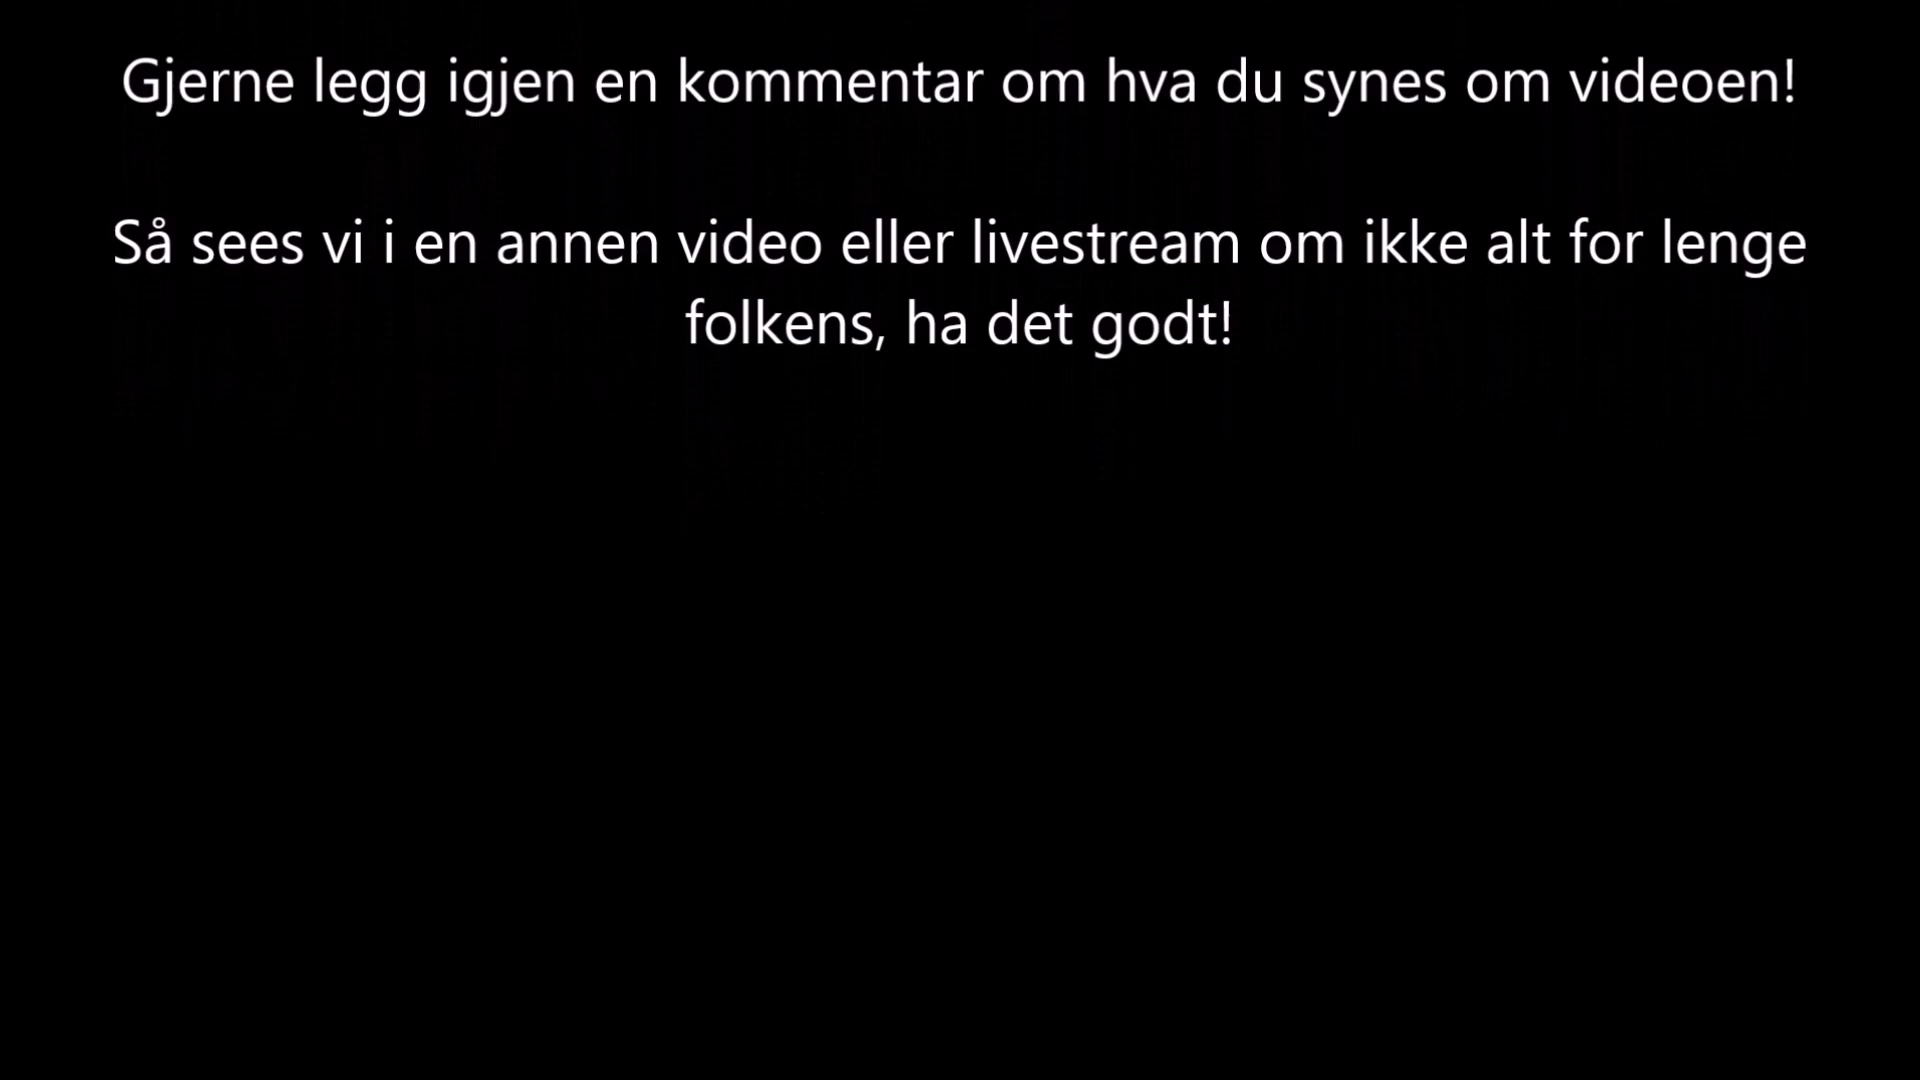 Gjerne legg igjen en kommentar om hva du synes om videoen!
Så sees vi i en annen video eller livestream om ikke alt for lenge
folkens, ha det godt!